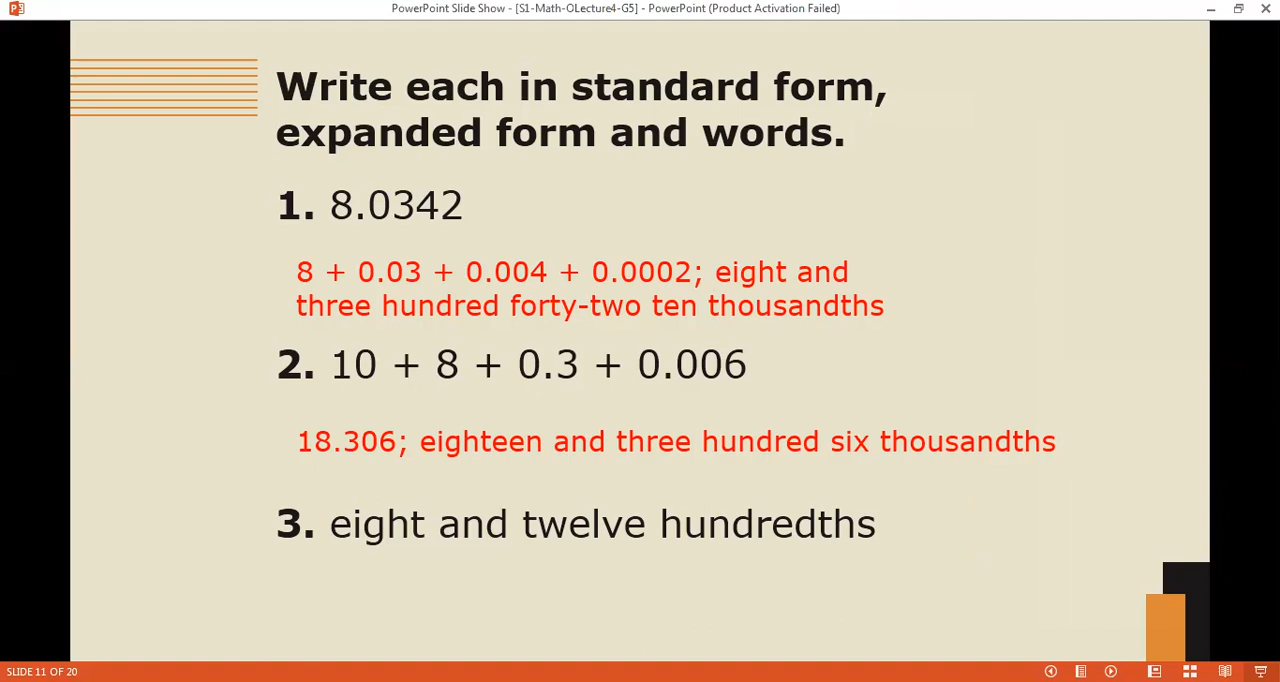 PowerPoint Slide Show - [S1-Math-OLecture4-G5] - PowerPoint (Product Activation Failed)
Write each in standard form,
expanded form and words.
1. 8.0342
8 + 0.03 + 0.004 + 0.0002; eight and
three hundred forty-two ten thousandths
2. 10 + 8 + 0.3 + 0.006
18.306; eighteen and three hundred six thousandths
3. eight and twelve hundredths
SLIDE 11 OF 20